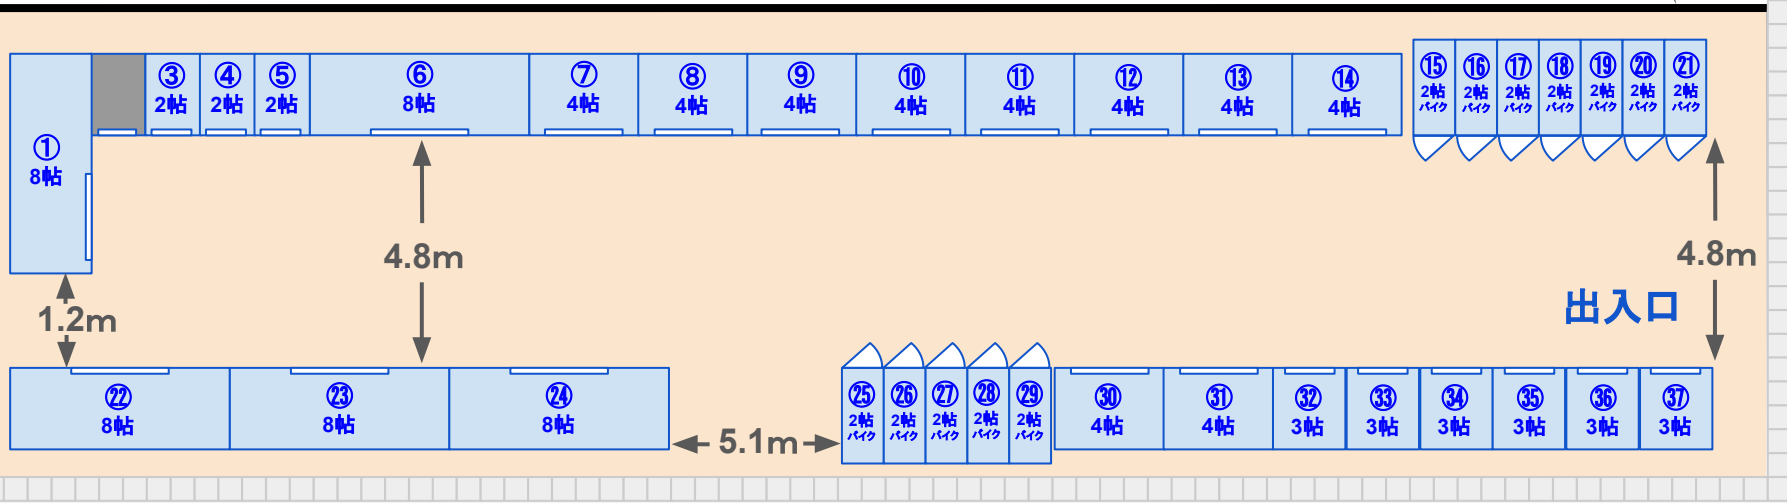 ①
8帖
③
2帖
④
2帖
⑤
2帖
⑥
8帖
⑦
4帖
⑧
4帖
⑨
4帖
⑩
4帖
⑪
4帖
⑫
4帖
⑬
4帖
⑭
4帖
⑮
2帖
バイク
⑯
2帖
バイク
⑰
2帖
バイク
⑱
2帖
バイク
⑲
2帖
バイク
⑳
2帖
バイク
㉑
2帖
バイク
4.8m
4.8m
1.2m
出入口
㉒
8帖
㉓
8帖
㉔
8帖
5.1m
㉕
2帖
バイク
㉖
2帖
バイク
㉗
2帖
バイク
㉘
2帖
バイク
㉙
2帖
バイク
㉚
4帖
㉛
4帖
㉜
3帖
㉝
3帖
㉞
3帖
㉟
3帖
㊱
3帖
㊲
3帖